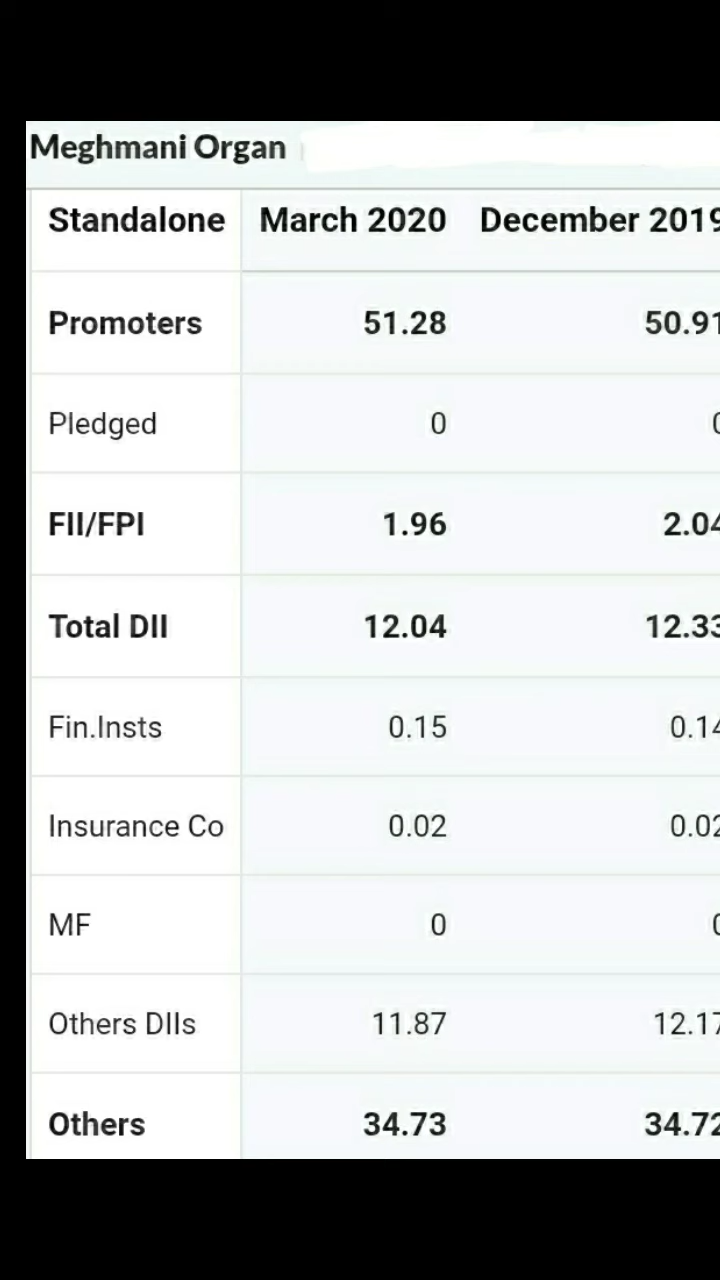 Meghmani Organ
Standalone March 2020 December 2019
Promoters 51.28 50.91
Pledged 0 0
FII/FPI 1.96 2.04
Total DII 12.04 12.33
Fin.Insts 0.15 0.14
Insurance Co 0.02 0.02
MF 0 0
Others DIIs 11.87 12.17
Others 34.73 34.72